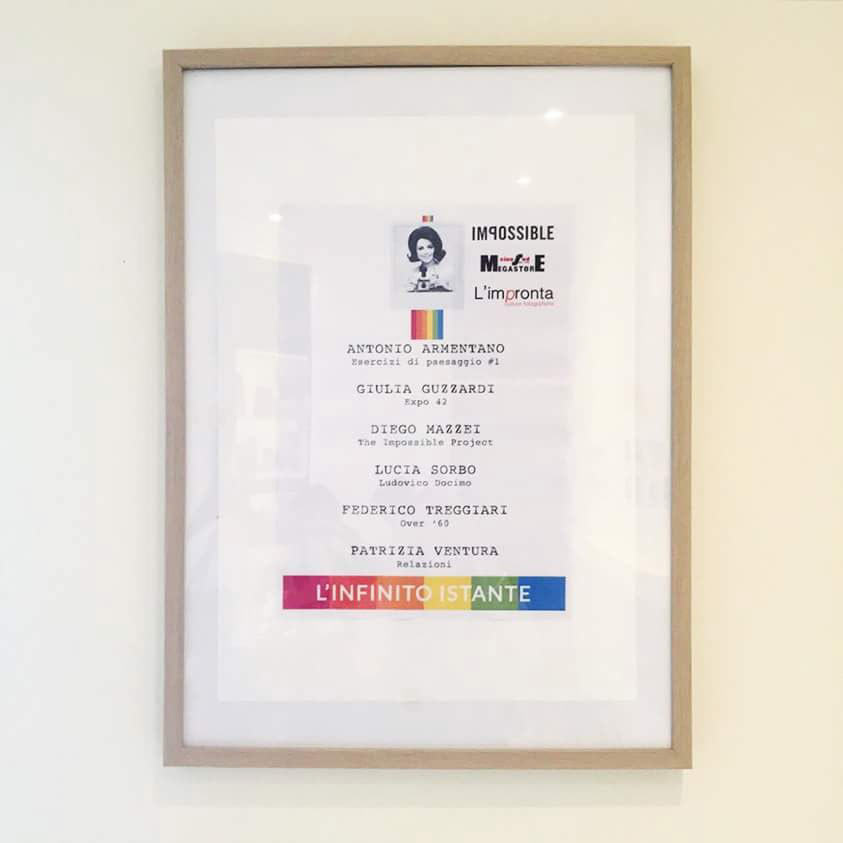 IMPOSSIBLE
MEGASTORE
L'impronta
ANTONIO ARMENTANO
Esercizi di paesaggio #1
GIULIA GUZZARDI
Expo 42
DIEGO MAZZEI
The Impossible Project
LUCIA SORBO
Ludovico Docimo
FEDERICO TREGGIARI
Over '60
PATRIZIA VENTURA
Relazioni
L'INFINITO ISTANTE